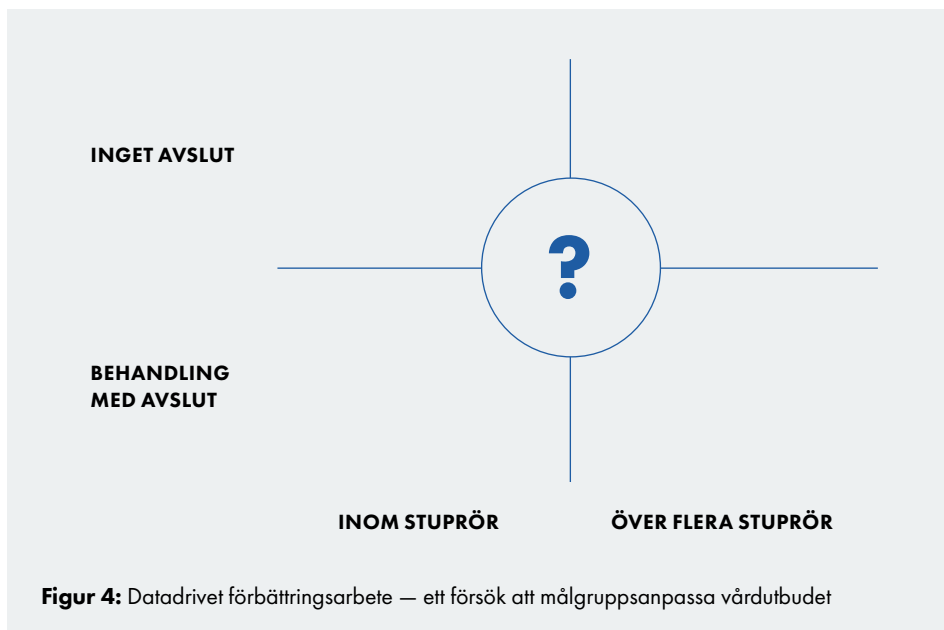 INGET AVSLUT
?
BEHANDLING
MED AVSLUT
INOM STUPRÖR
ÖVER FLERA STUPRÖR
Figur 4: Datadrivet förbättringsarbete — ett försök att målgruppsanpassa vårdutbudet